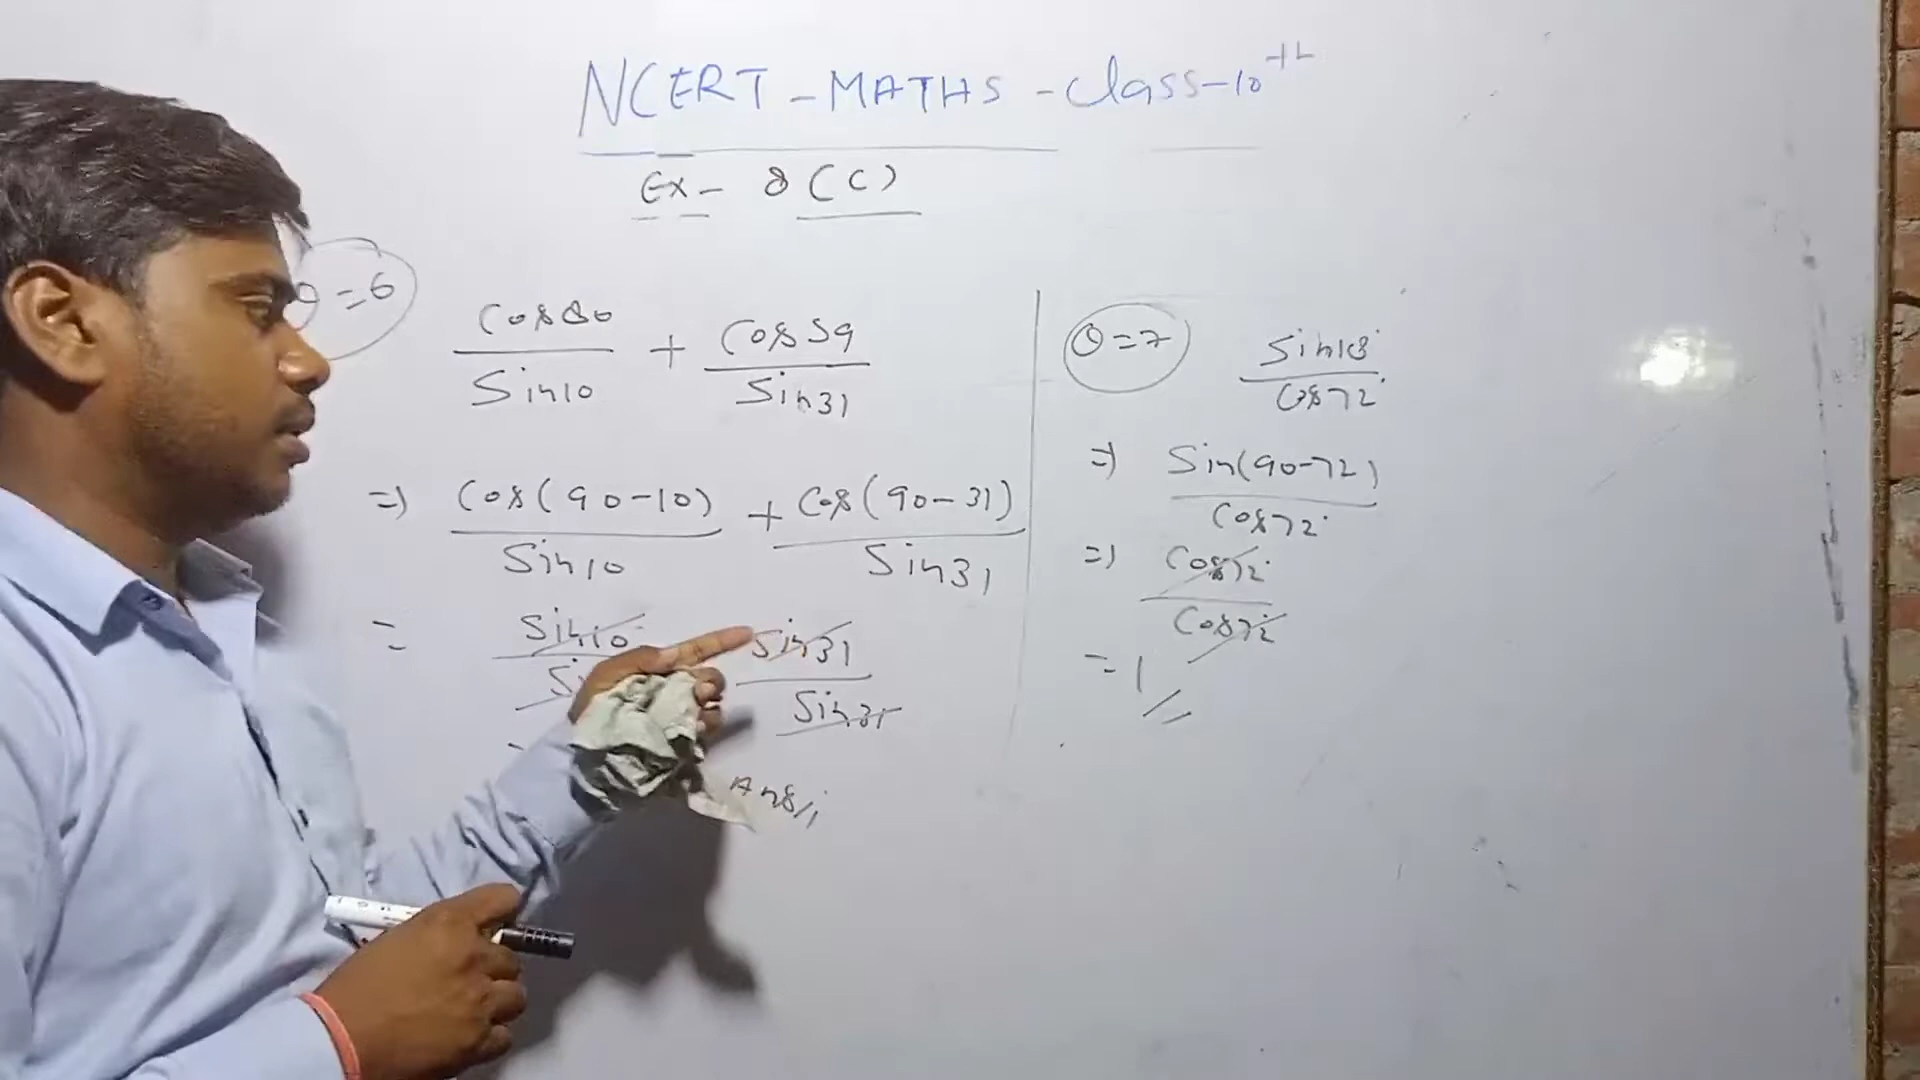 NCERT - MATHS - Class - 10th
Ex - 8 (C)
Q = 6
Cos80 / Sin10 + Cos59 / Sin31
=> Cos(90-10) / Sin10 + Cos(90-31) / Sin31
= Sin10 / Sin31 / Sin31
Ans
Q = 7
Sin18° / Cos72°
=> Sin(90-72) / Cos72°
=> Cos72° / Cos72°
= 1